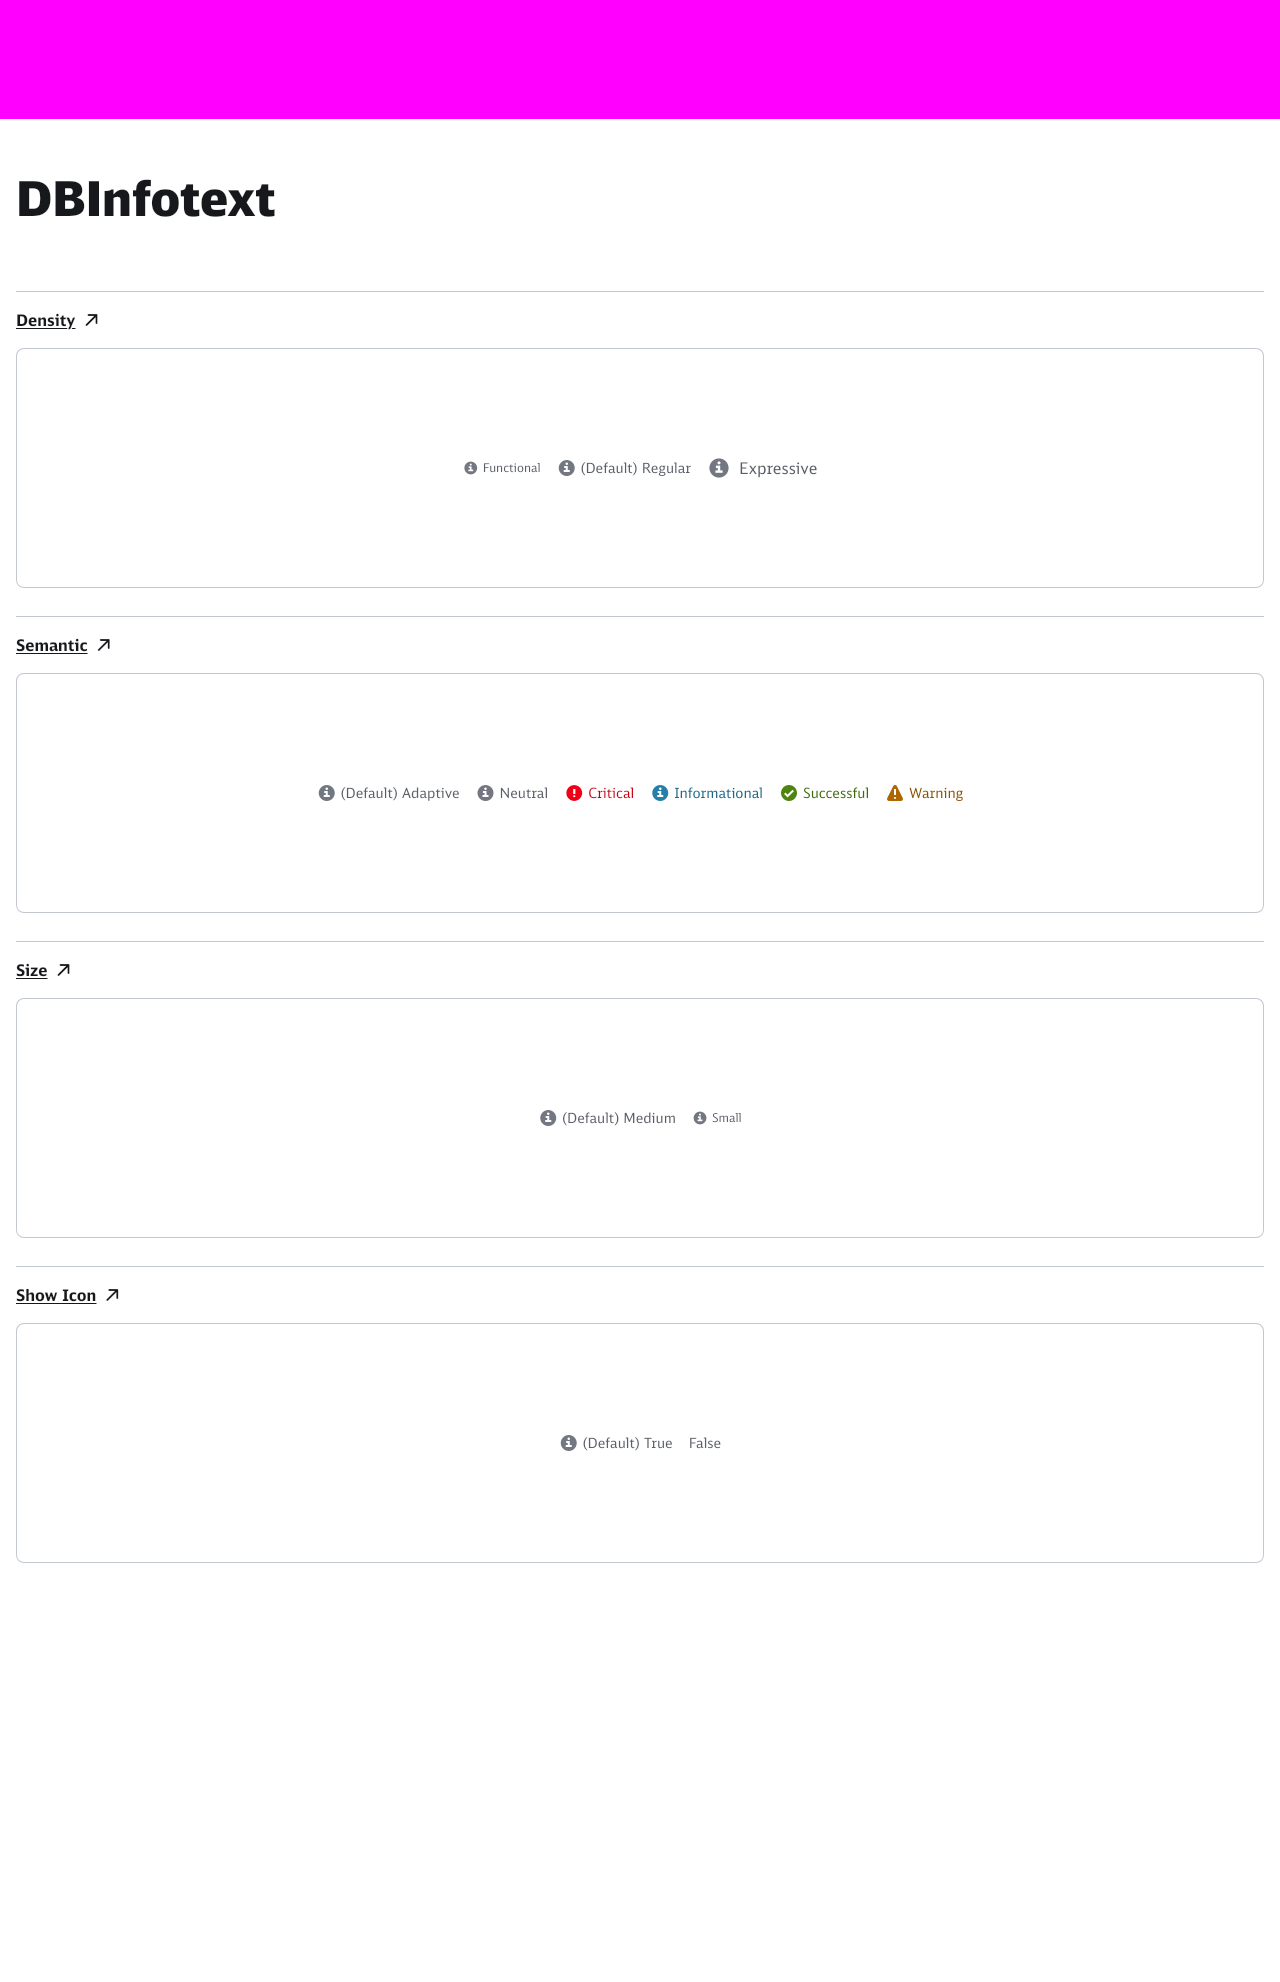 DBInfotext
Density
Functional (Default) Regular Expressive
Semantic
(Default) Adaptive Neutral Critical Informational Successful Warning
Size
(Default) Medium Small
Show Icon
(Default) True False